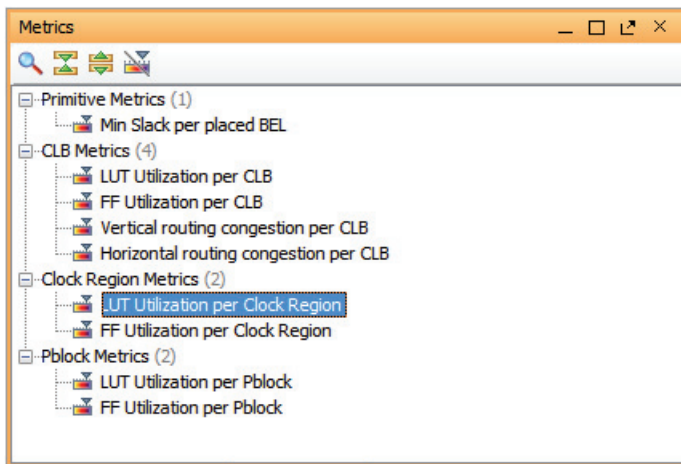 Metrics
Primitive Metrics (1)
Min Slack per placed BEL
CLB Metrics (4)
LUT Utilization per CLB
FF Utilization per CLB
Vertical routing congestion per CLB
Horizontal routing congestion per CLB
Clock Region Metrics (2)
LUT Utilization per Clock Region
FF Utilization per Clock Region
Pblock Metrics (2)
LUT Utilization per Pblock
FF Utilization per Pblock